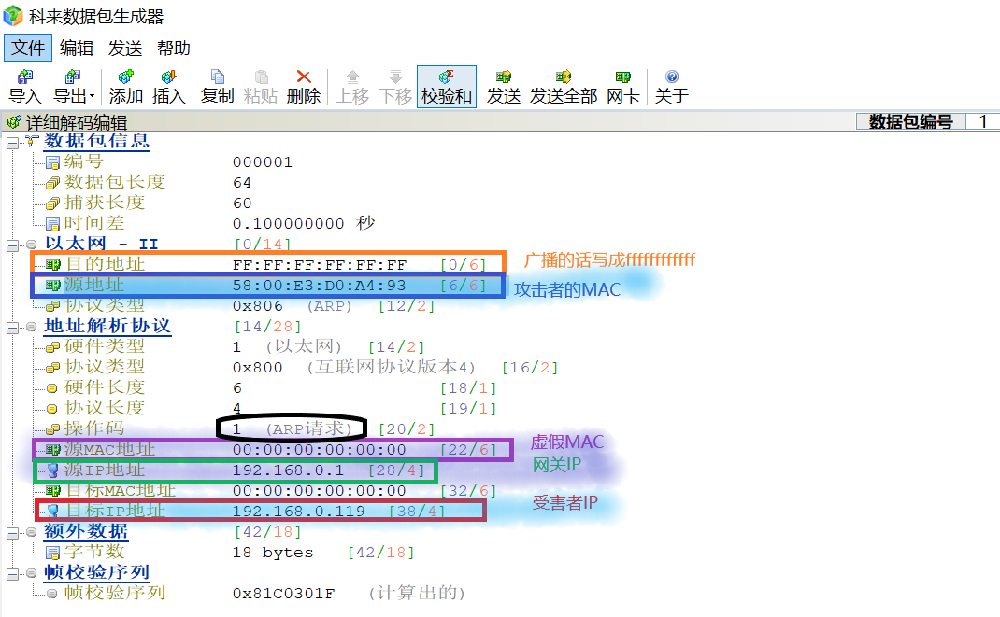 科来数据包生成器
文件 编辑 发送 帮助
导入 导出 添加 插入 复制 粘贴 删除 上移 下移 校验和 发送 发送全部 网卡 关于
详细解码编辑 数据包编号 1
数据包信息
编号 000001
数据包长度 64
捕获长度 60
时间差 0.100000000 秒
以太网 - II [0/14]
目的地址 FF:FF:FF:FF:FF:FF [0/6] 广播的话写成ffffffffffff
源地址 58:00:E3:D0:A4:93 [6/6] 攻击者的MAC
协议类型 0x806 (ARP) [12/2]
地址解析协议 [14/28]
硬件类型 1 (以太网) [14/2]
协议类型 0x800 (互联网协议版本4) [16/2]
硬件长度 6 [18/1]
协议长度 4 [19/1]
操作码 1 (ARP请求) [20/2]
源MAC地址 00:00:00:00:00:00 [22/6] 虚假MAC
源IP地址 192.168.0.1 [28/4] 网关IP
目标MAC地址 00:00:00:00:00:00 [32/6]
目标IP地址 192.168.0.119 [38/4] 受害者IP
额外数据 [42/18]
字节数 18 bytes [42/18]
帧校验序列
帧校验序列 0x81C0301F (计算出的)